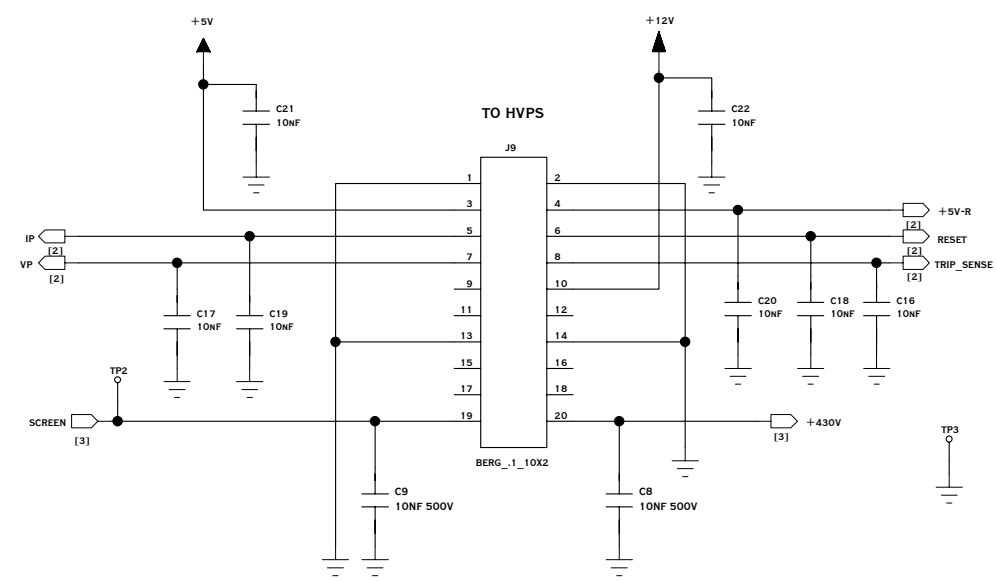 +5V
+12V
C21
10NF
C22
10NF
TO HVPS
J9
1
2
3
4
+5V-R
[2]
IP
[2]
5
6
RESET
[2]
VP
[2]
7
8
TRIP_SENSE
[2]
9
10
C17
10NF
C19
10NF
11
12
C20
10NF
C18
10NF
C16
10NF
13
14
15
16
TP2
17
18
SCREEN
[3]
19
20
+430V
[3]
TP3
BERG_.1_10X2
C9
10NF 500V
C8
10NF 500V